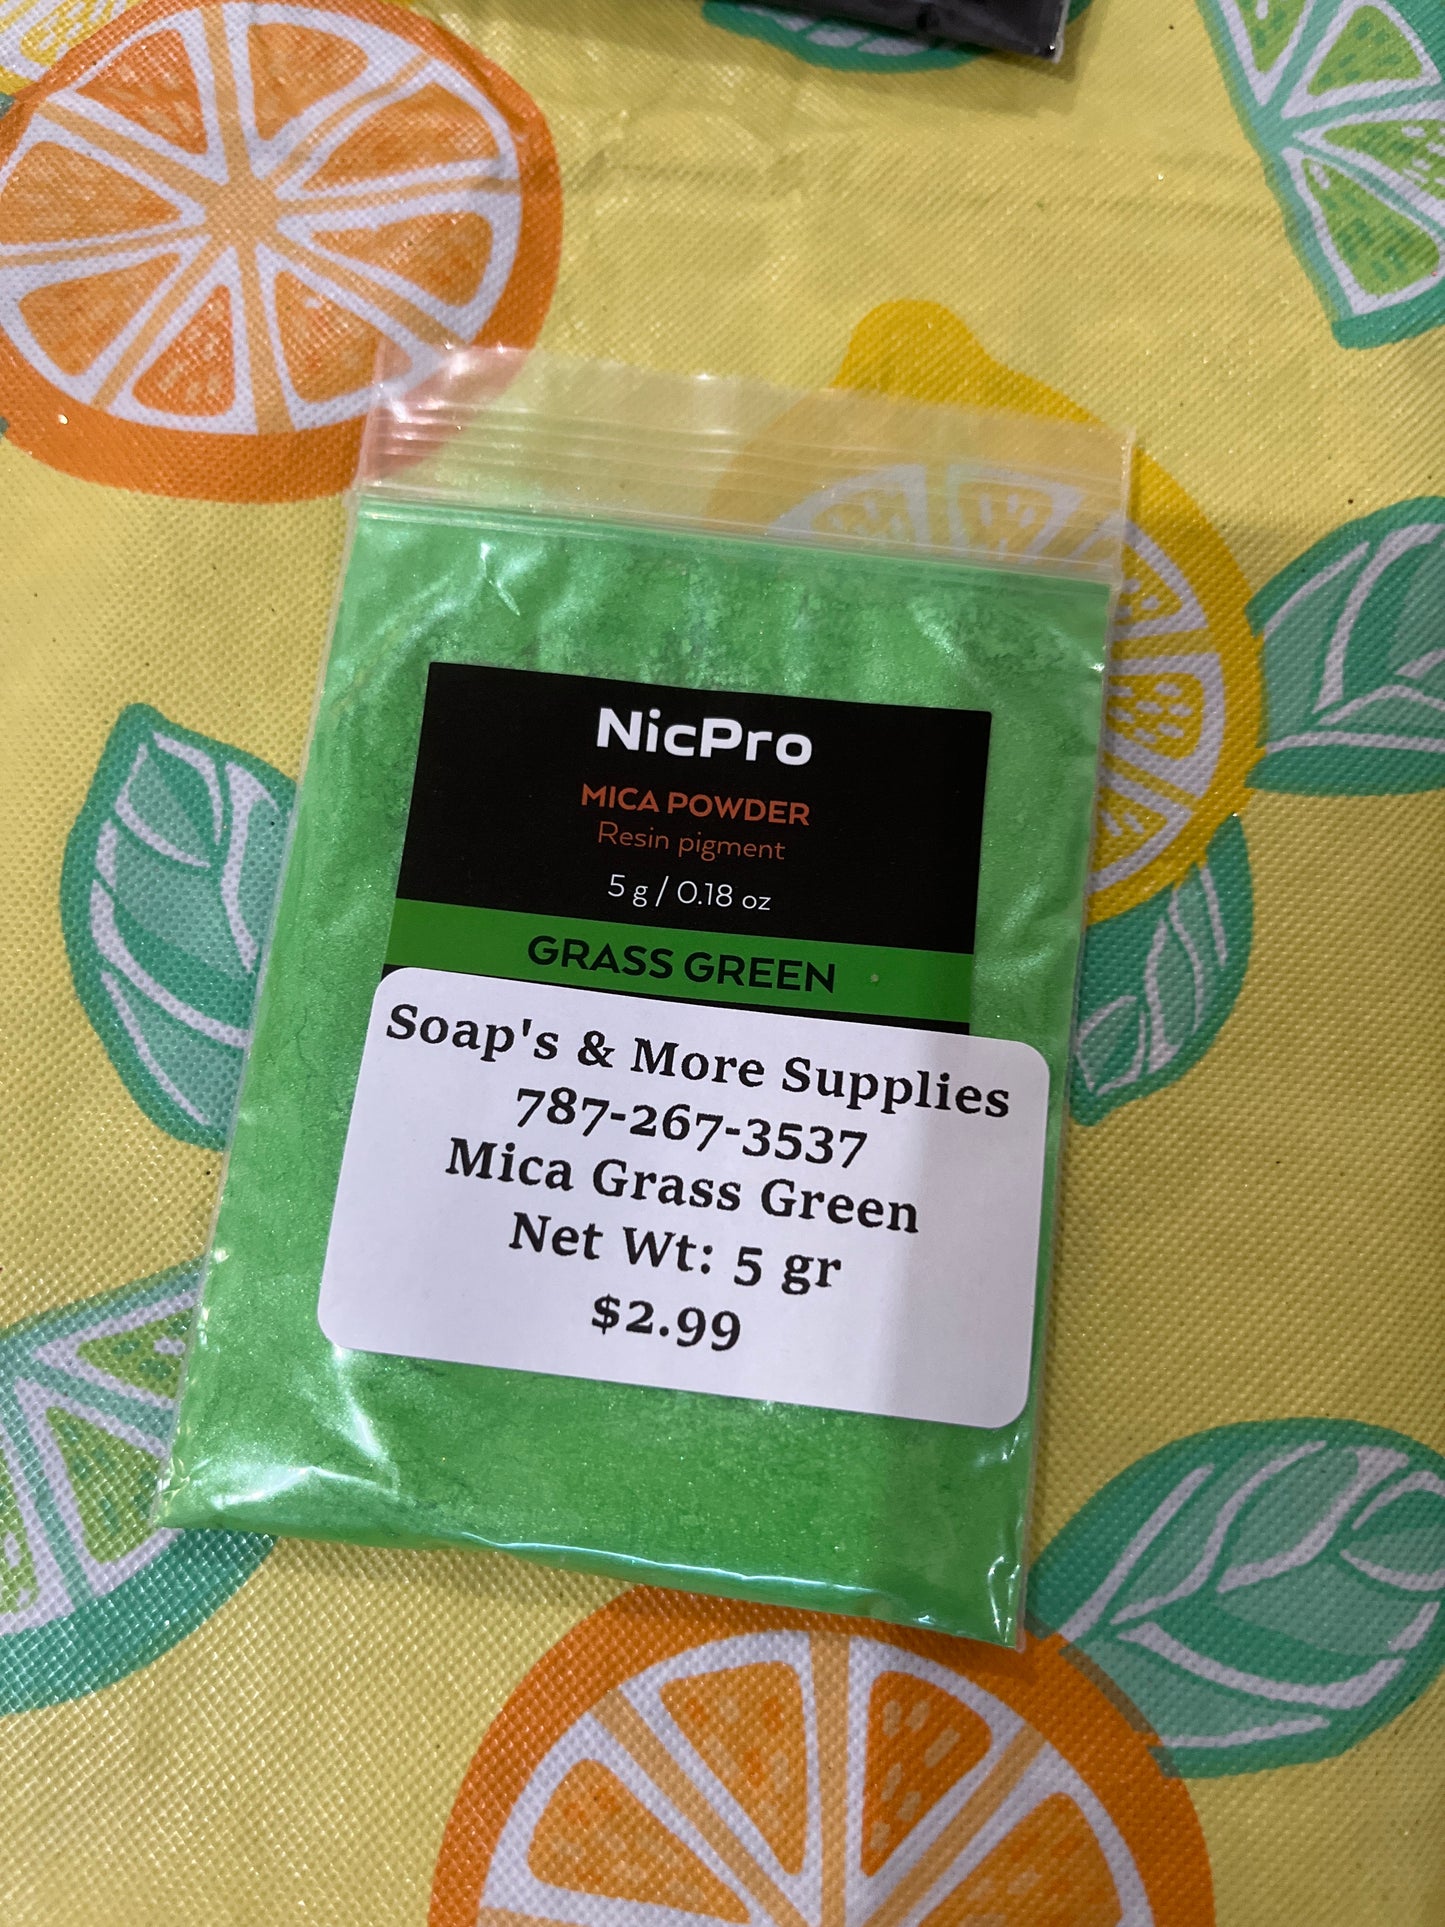 NicPro
MICA POWDER
Resin pigment
5 g / 0.18 oz
GRASS GREEN
Soap's & More Supplies
787-267-3537
Mica Grass Green
Net Wt: 5 gr
$2.99